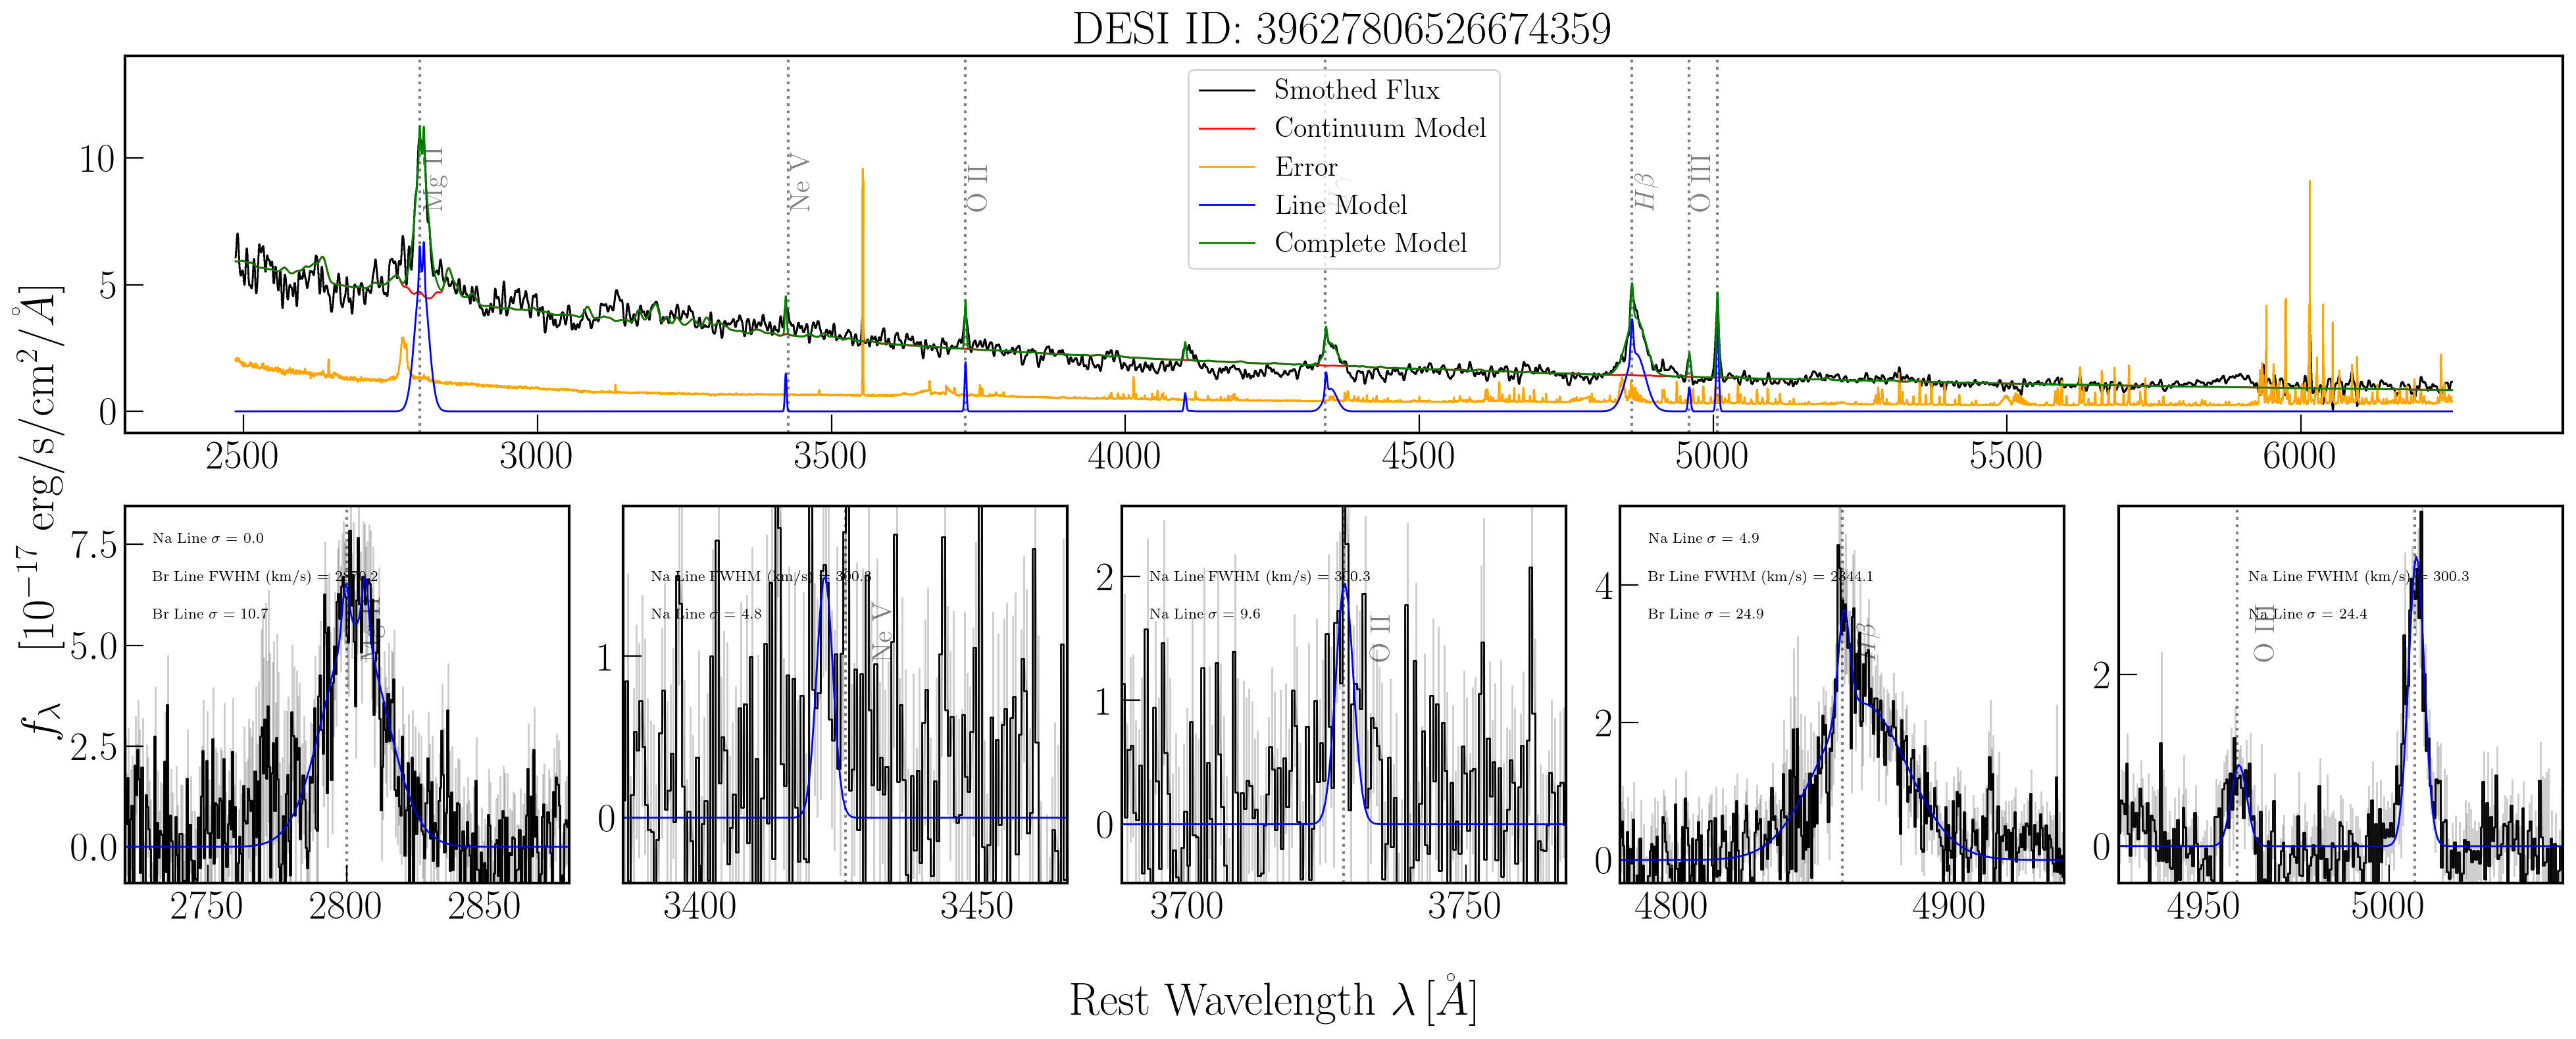 DESI ID: 39627806526674359
Smothed Flux
Continuum Model
Error
Line Model
Complete Model
Mg II
Ne V
O II
Hβ
O III
10
5
0
2500 3000 3500 4000 4500 5000 5500 6000
f_λ [10^{-17} erg/s/cm^2/Å]
Na Line σ = 0.0
Br Line σ = 10.7
7.5
5.0
2.5
0.0
2750 2800 2850
Na Line FWHM (km/s) = 300.3
Na Line σ = 4.8
Ne V
1
0
3400 3450
Na Line FWHM (km/s) = 300.3
Na Line σ = 9.6
O II
2
1
0
3700 3750
Na Line σ = 4.9
Br Line FWHM (km/s) = 2844.1
Br Line σ = 24.9
Hβ
4
2
0
4800 4900
Na Line FWHM (km/s) = 300.3
Na Line σ = 24.4
O III
2
0
4950 5000
Rest Wavelength λ [Å]